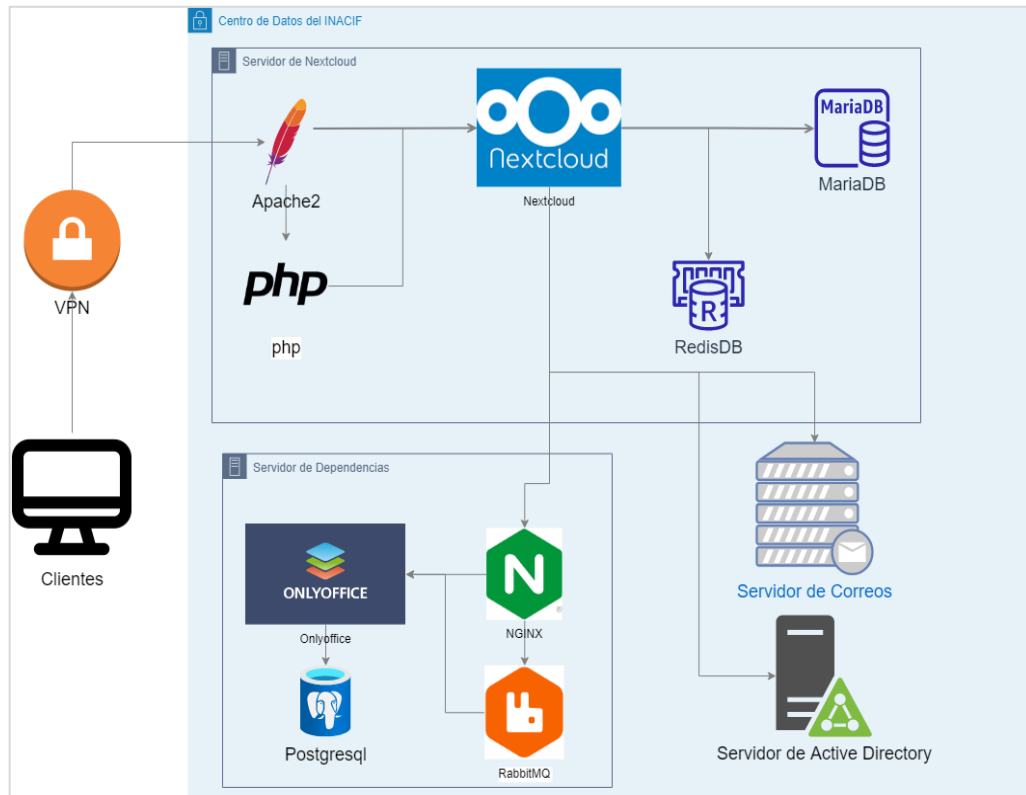 Centro de Datos del INACIF
Servidor de Nextcloud
Nextcloud
Nextcloud
Apache2
MariaDB
MariaDB
VPN
php
php
R
RedisDB
Clientes
Servidor de Dependencias
ONLYOFFICE
Onlyoffice
N
®
NGINX
Postgresql
RabbitMQ
Servidor de Correos
Servidor de Active Directory